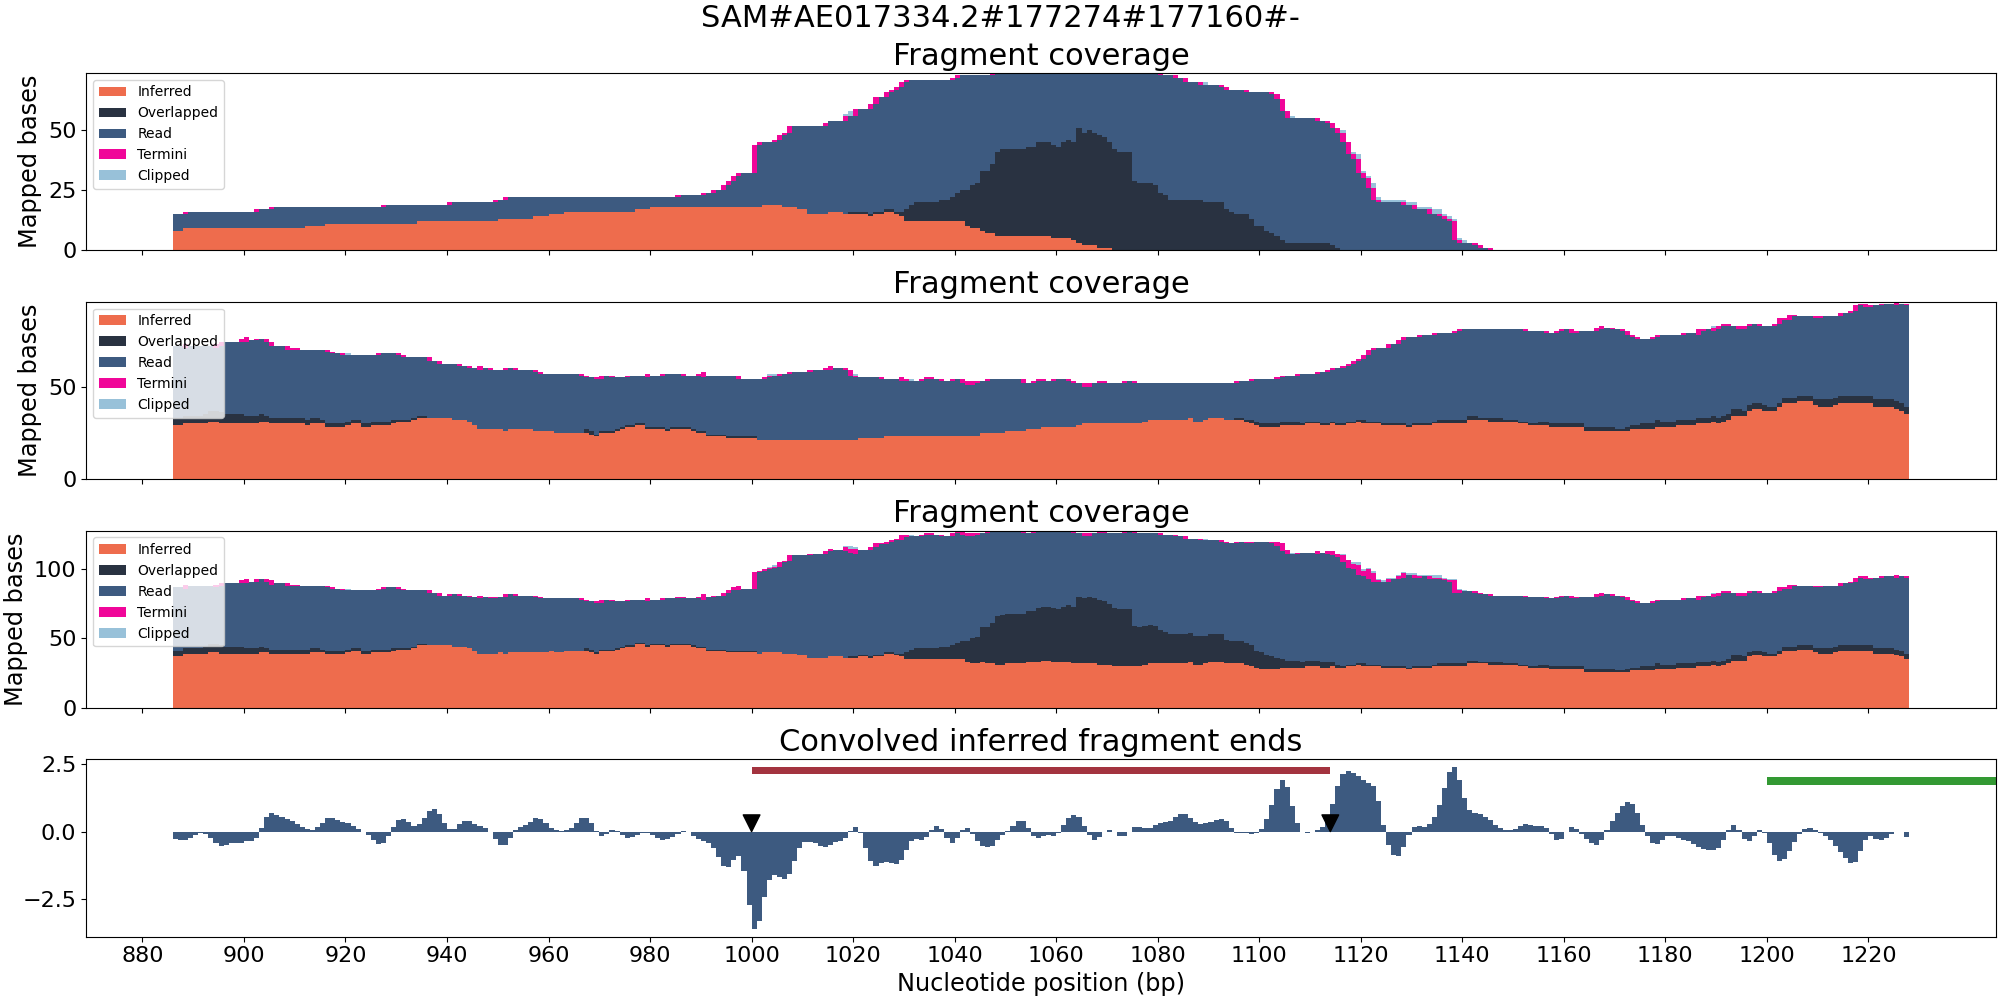 SAM#AE017334.2#177274#177160#-
Fragment coverage
Mapped bases
50
25
0
Inferred
Overlapped
Read
Termini
Clipped
Fragment coverage
Mapped bases
50
0
Inferred
Overlapped
Read
Termini
Clipped
Fragment coverage
Mapped bases
100
50
0
Inferred
Overlapped
Read
Termini
Clipped
Convolved inferred fragment ends
2.5
0.0
−2.5
880 900 920 940 960 980 1000 1020 1040 1060 1080 1100 1120 1140 1160 1180 1200 1220
Nucleotide position (bp)